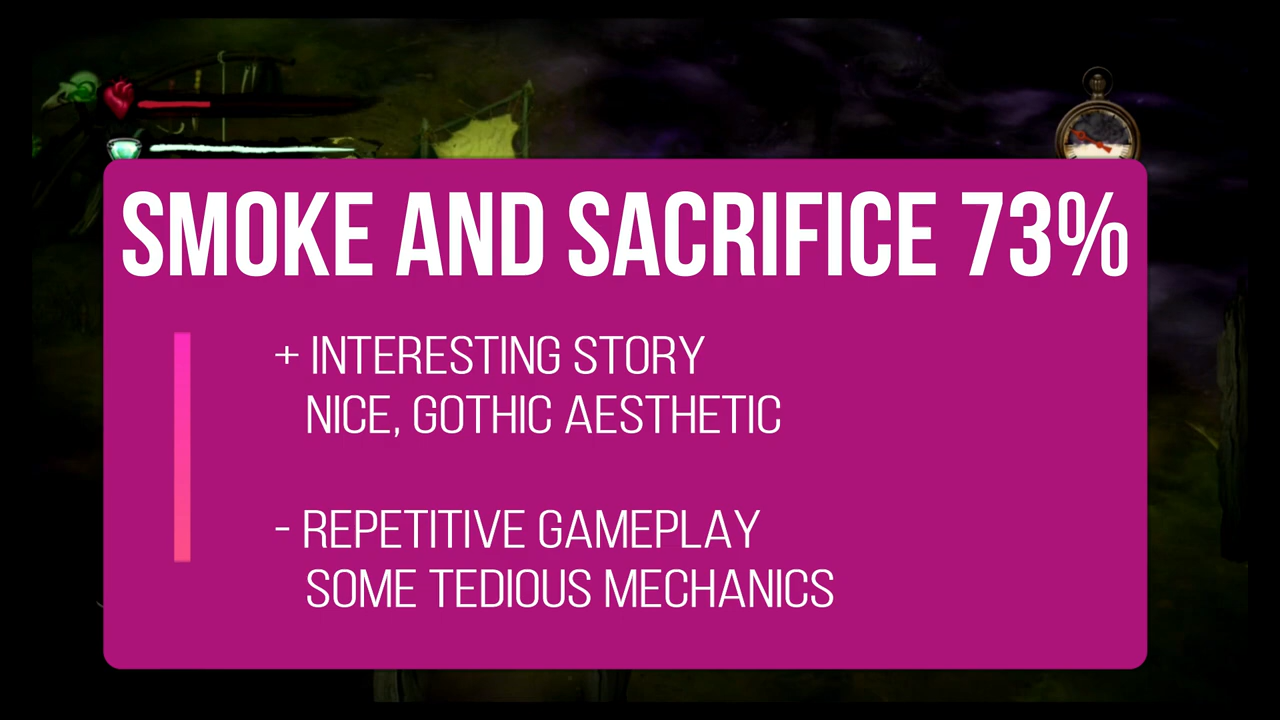 SMOKE AND SACRIFICE 73%
+ INTERESTING STORY
NICE, GOTHIC AESTHETIC
- REPETITIVE GAMEPLAY
SOME TEDIOUS MECHANICS